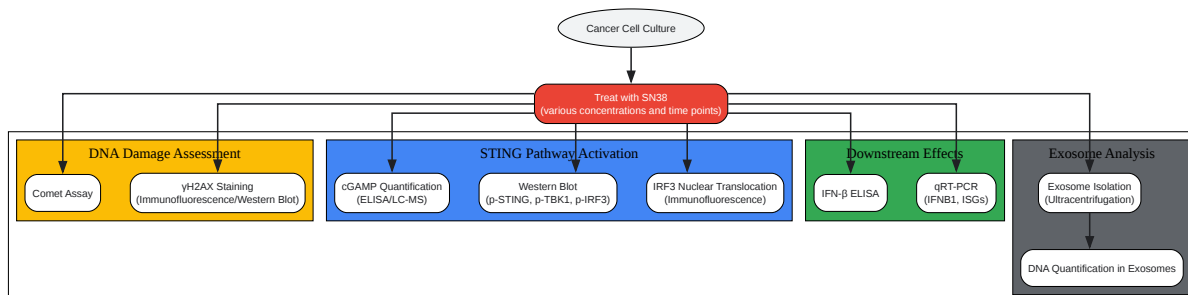 Cancer Cell Culture
Treat with SN38
(various concentrations and time points)
DNA Damage Assessment
STING Pathway Activation
Downstream Effects
Exosome Analysis
Comet Assay
γH2AX Staining
(Immunofluorescence/Western Blot)
cGAMP Quantification
(ELISA/LC-MS)
Western Blot
(p-STING, p-TBK1, p-IRF3)
IRF3 Nuclear Translocation
(Immunofluorescence)
IFN-β ELISA
qRT-PCR
(IFNB1, ISGs)
Exosome Isolation
(Ultracentrifugation)
DNA Quantification in Exosomes